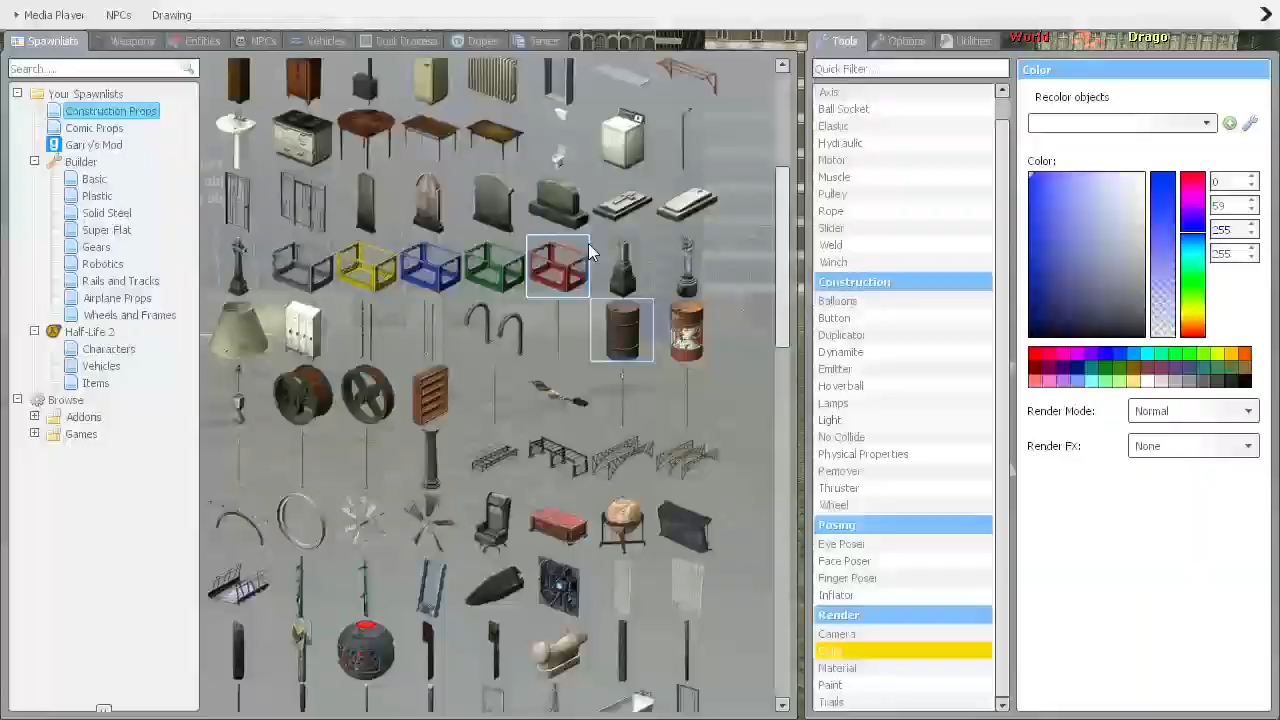 Media Player NPCs Drawing
Spawnlists Weapons Entities NPCs Vehicles Dupes Saves
Tools Options Utilities World Drago
Search...
Your Spawnlists
Construction Props
Comic Props
Garry's Mod
Builder
Basic
Plastic
Solid Steel
Super Flat
Gears
Robotics
Rails and Tracks
Airplane Props
Wheels and Frames
Half-Life 2
Characters
Vehicles
Items
Browse
Addons
Games
Quick Filter...
Axis
Ball Socket
Elastic
Hydraulic
Motor
Muscle
Pulley
Rope
Slider
Weld
Winch
Construction
Balloons
Button
Duplicator
Dynamite
Emitter
Hoverball
Lamps
Light
No Collide
Physical Properties
Remover
Thruster
Wheel
Posing
Eye Poser
Face Poser
Finger Poser
Inflator
Render
Camera
Color
Material
Paint
Trails
Color
Recolor objects
Color:
0
59
255
255
Render Mode: Normal
Render FX: None